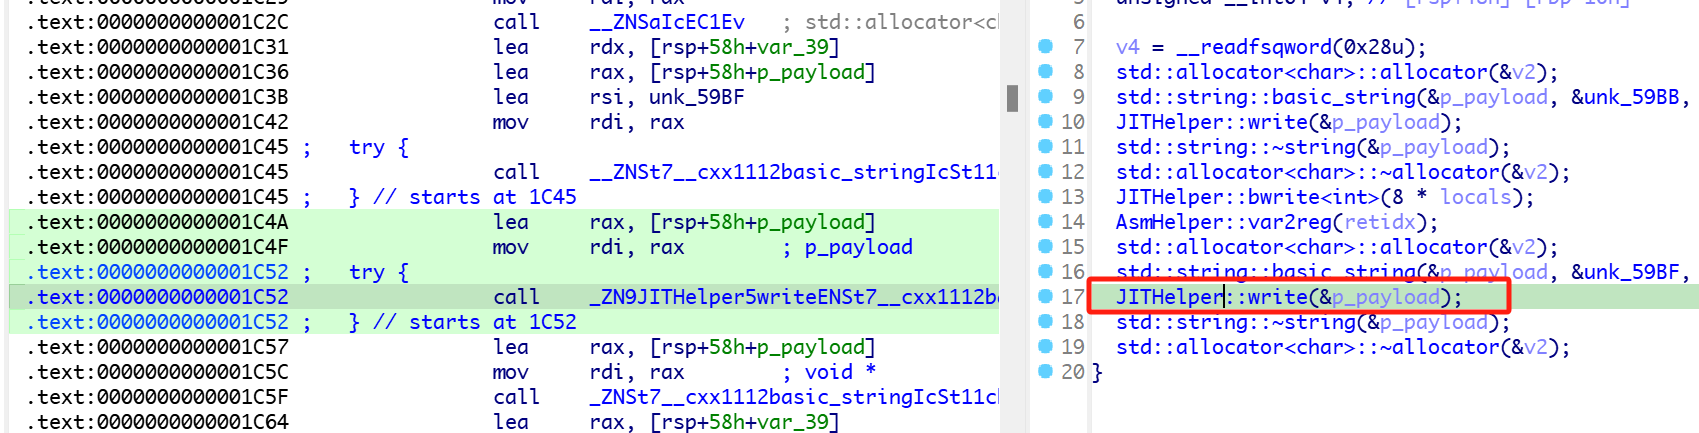 .text:0000000000001C2C call __ZNSaIcEC1Ev ; std::allocator<c
.text:0000000000001C31 lea rdx, [rsp+58h+var_39]
.text:0000000000001C36 lea rax, [rsp+58h+p_payload]
.text:0000000000001C3B lea rsi, unk_59BF
.text:0000000000001C42 mov rdi, rax
.text:0000000000001C45 ; try {
.text:0000000000001C45 call __ZNSt7__cxx1112basic_stringIcSt11c
.text:0000000000001C45 ; } // starts at 1C45
.text:0000000000001C4A lea rax, [rsp+58h+p_payload]
.text:0000000000001C4F mov rdi, rax ; p_payload
.text:0000000000001C52 ; try {
.text:0000000000001C52 call _ZN9JITHelper5writeENSt7__cxx1112b
.text:0000000000001C52 ; } // starts at 1C52
.text:0000000000001C57 lea rax, [rsp+58h+p_payload]
.text:0000000000001C5C mov rdi, rax ; void *
.text:0000000000001C5F call _ZNSt7__cxx1112basic_stringIcSt11c
.text:0000000000001C64 lea rax, [rsp+58h+var_39]
6
7 v4 = __readfsqword(0x28u);
8 std::allocator<char>::allocator(&v2);
9 std::string::basic_string(&p_payload, &unk_59BB,
10 JITHelper::write(&p_payload);
11 std::string::~string(&p_payload);
12 std::allocator<char>::~allocator(&v2);
13 JITHelper::bwrite<int>(8 * locals);
14 AsmHelper::var2reg(retidx);
15 std::allocator<char>::allocator(&v2);
16 std::string::basic_string(&p_payload, &unk_59BF,
17 JITHelper::write(&p_payload);
18 std::string::~string(&p_payload);
19 std::allocator<char>::~allocator(&v2);
20 }